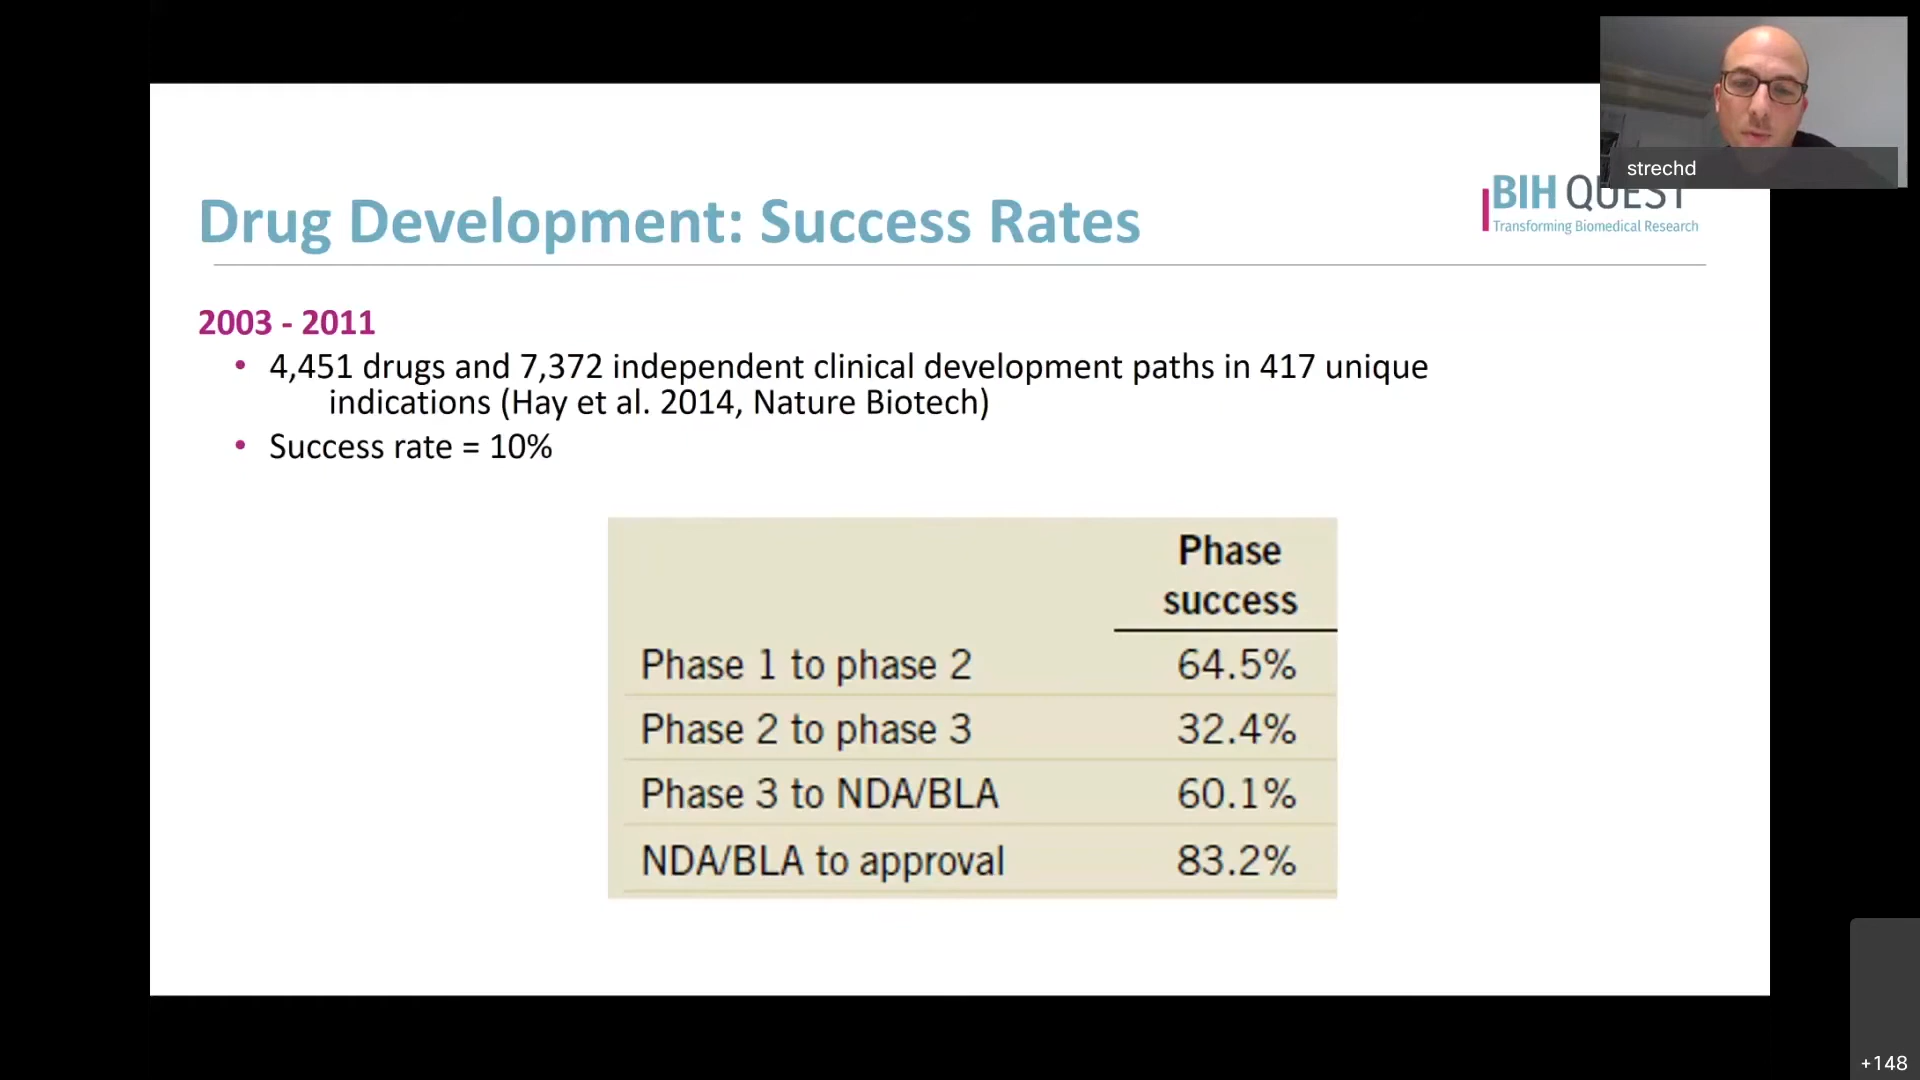 strechd
BIH QUEST
Transforming Biomedical Research
Drug Development: Success Rates
2003 - 2011
• 4,451 drugs and 7,372 independent clinical development paths in 417 unique
indications (Hay et al. 2014, Nature Biotech)
• Success rate = 10%
Phase
success
Phase 1 to phase 2 64.5%
Phase 2 to phase 3 32.4%
Phase 3 to NDA/BLA 60.1%
NDA/BLA to approval 83.2%
+148